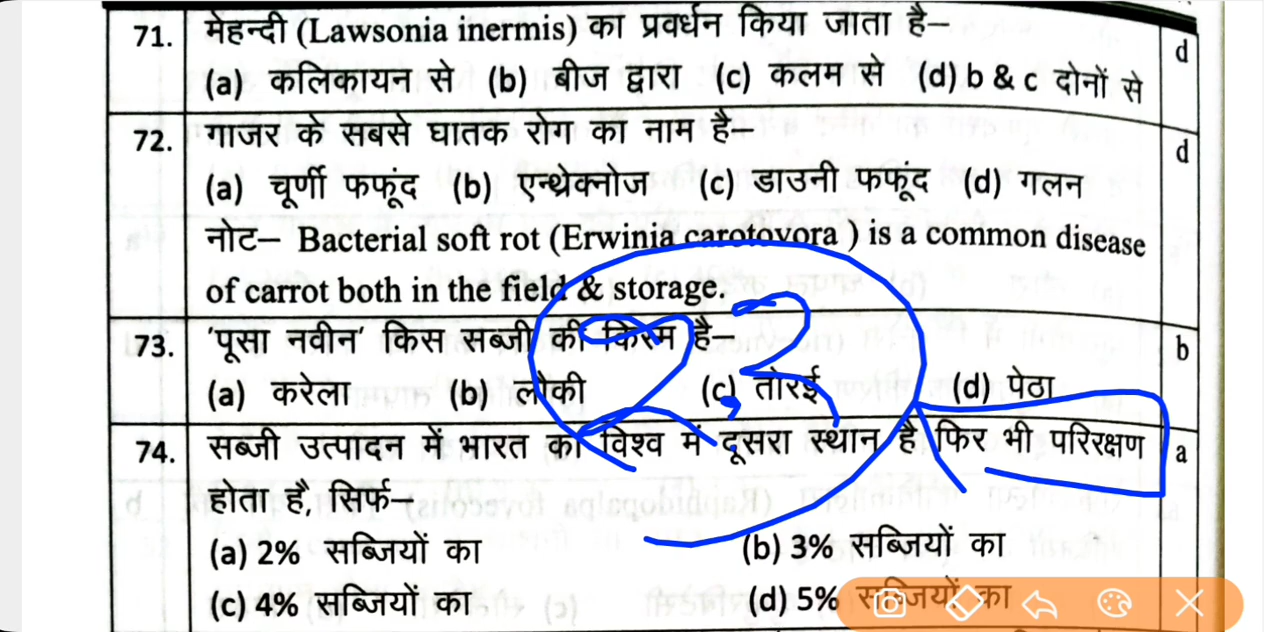 71. मेहन्दी (Lawsonia inermis) का प्रवर्धन किया जाता है– d
(a) कलिकायन से (b) बीज द्वारा (c) कलम से (d) b & c दोनों से
72. गाजर के सबसे घातक रोग का नाम है– d
(a) चूर्णी फफूंद (b) एन्थ्रेक्नोज (c) डाउनी फफूंद (d) गलन
नोट– Bacterial soft rot (Erwinia carotovora ) is a common disease
of carrot both in the field & storage.
73. 'पूसा नवीन' किस सब्जी की किस्म है– b
(a) करेला (b) लौकी (c) तोरई (d) पेठा
74. सब्जी उत्पादन में भारत का विश्व में दूसरा स्थान है फिर भी परिरक्षण a
होता है, सिर्फ–
(a) 2% सब्जियों का (b) 3% सब्जियों का
(c) 4% सब्जियों का (d) 5% सब्जियों का
2, 3